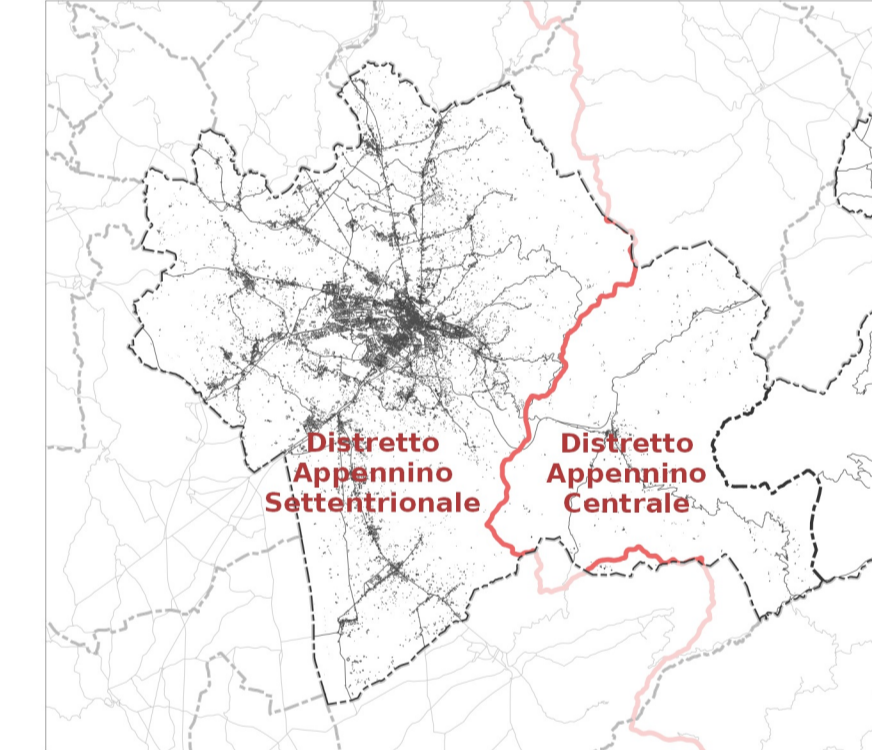 Distretto
Appennino
Settentrionale
Distretto
Appennino
Centrale